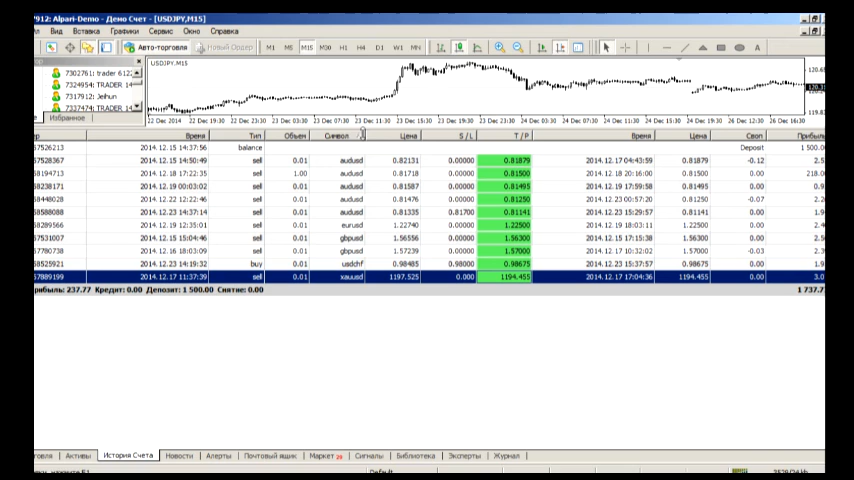 7912: Alpari-Demo - Демо Счет - [USDJPY,M15]
Вид Вставка Графики Сервис Окно Справка
Авто-торговля Новый Ордер M1 M5 M15 M30 H1 H4 D1 W1 MN
7302761: trader 6122
7324954: TRADER 14
7317912: Jeihun
7337474: TRADER 14
Избранное
USDJPY,M15
22 Dec 2014 22 Dec 19:30 22 Dec 23:30 23 Dec 03:30 23 Dec 07:30 23 Dec 11:30 23 Dec 15:30 23 Dec 19:30 23 Dec 23:30 24 Dec 03:30 24 Dec 07:30 24 Dec 11:30 24 Dec 15:30 24 Dec 19:30 26 Dec 12:30 26 Dec 16:30
Время Тип Объем Символ Цена S / L T / P Время Цена Своп Прибыль
57526213 2014.12.15 14:37:56 balance Deposit 1 500.0
57528367 2014.12.15 14:50:49 sell 0.01 audusd 0.82131 0.00000 0.81879 2014.12.17 04:43:59 0.81879 -0.12 2.5
58194713 2014.12.18 17:22:35 sell 1.00 audusd 0.81718 0.00000 0.81500 2014.12.18 20:16:00 0.81500 0.00 218.0
58238171 2014.12.19 00:03:02 sell 0.01 audusd 0.81587 0.00000 0.81495 2014.12.19 17:59:58 0.81495 0.00 0.9
58448028 2014.12.22 12:22:46 sell 0.01 audusd 0.81476 0.00000 0.81250 2014.12.23 00:57:20 0.81250 -0.07 2.2
58588088 2014.12.23 14:37:14 sell 0.01 audusd 0.81335 0.81700 0.81141 2014.12.23 15:29:57 0.81141 0.00 1.9
58289566 2014.12.19 12:35:01 sell 0.01 eurusd 1.22740 0.00000 1.22500 2014.12.19 18:03:11 1.22500 0.00 2.4
57531007 2014.12.15 15:04:46 sell 0.01 gbpusd 1.56556 0.00000 1.56300 2014.12.15 17:15:38 1.56300 0.00 2.5
57780738 2014.12.16 18:03:09 sell 0.01 gbpusd 1.57239 0.00000 1.57000 2014.12.17 10:32:02 1.57000 -0.03 2.3
58525921 2014.12.23 14:19:32 buy 0.01 usdchf 0.98485 0.98000 0.98675 2014.12.23 15:37:57 0.98675 0.00 1.9
57889199 2014.12.17 11:37:39 sell 0.01 xauusd 1197.525 0.000 1194.455 2014.12.17 17:04:36 1194.455 0.00 3.0
рибыль: 237.77 Кредит: 0.00 Депозит: 1 500.00 Снятие: 0.00 1 737.7
говля Активы История Счета Новости Алерты Почтовый ящик Маркет 29 Сигналы Библиотека Эксперты Журнал
Default